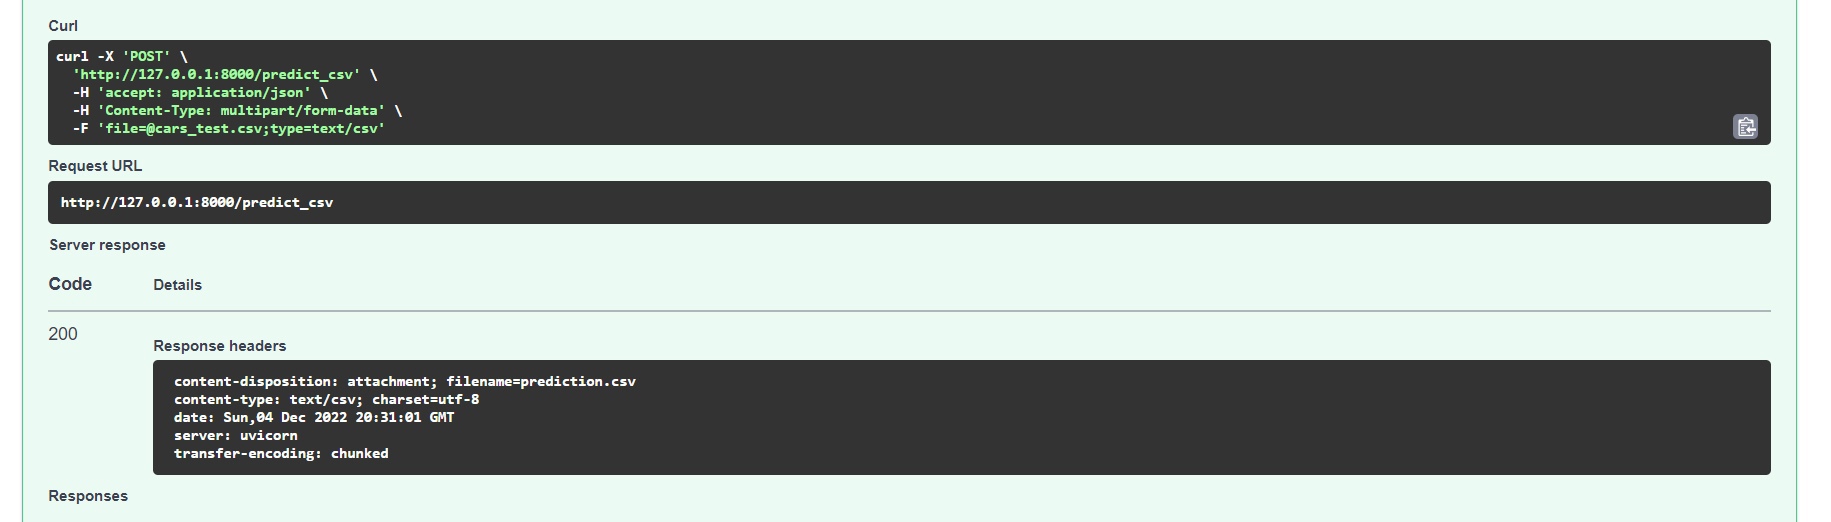 Curl
curl -X 'POST' \
'http://127.0.0.1:8000/predict_csv' \
-H 'accept: application/json' \
-H 'Content-Type: multipart/form-data' \
-F 'file=@cars_test.csv;type=text/csv'
Request URL
http://127.0.0.1:8000/predict_csv
Server response
Code Details
200
Response headers
content-disposition: attachment; filename=prediction.csv
content-type: text/csv; charset=utf-8
date: Sun,04 Dec 2022 20:31:01 GMT
server: uvicorn
transfer-encoding: chunked
Responses